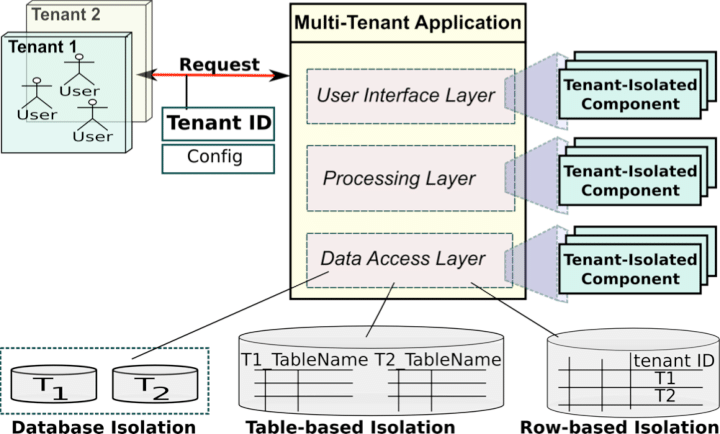 Tenant 2
Tenant 1
User
User
User
Request
Tenant ID
Config
Multi-Tenant Application
User Interface Layer
Processing Layer
Data Access Layer
Tenant-Isolated
Component
Tenant-Isolated
Component
Tenant-Isolated
Component
T1
T2
Database Isolation
T1_TableName T2_TableName
Table-based Isolation
tenant ID
T1
T2
Row-based Isolation